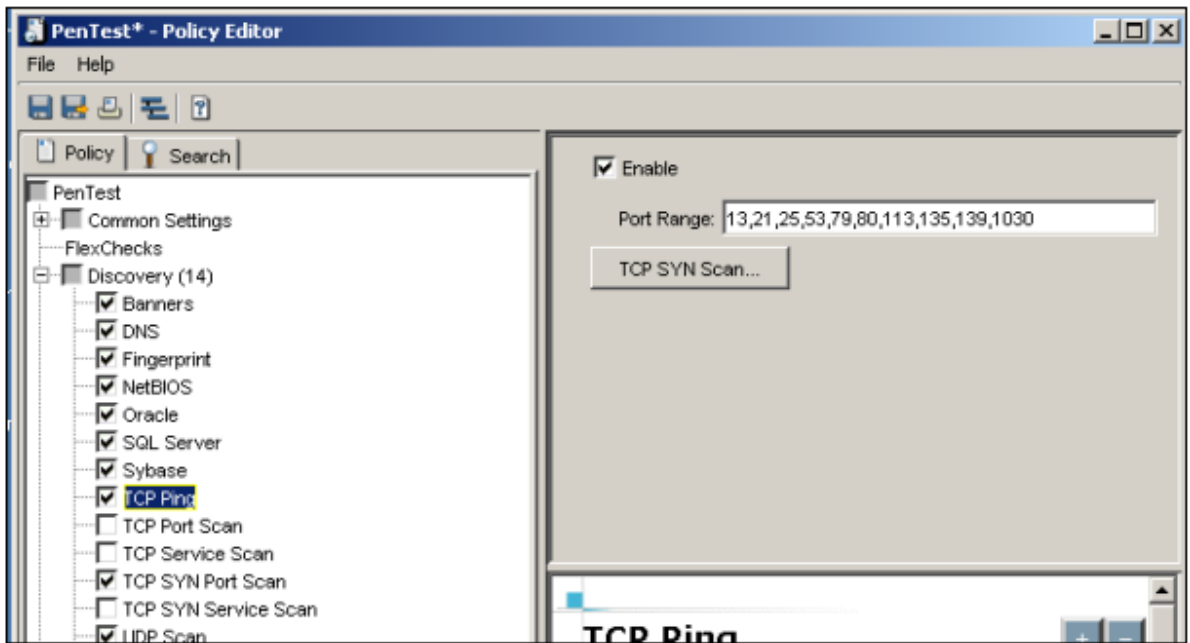 PenTest* - Policy Editor
File Help
Policy Search
PenTest
Common Settings
FlexChecks
Discovery (14)
Banners
DNS
Fingerprint
NetBIOS
Oracle
SQL Server
Sybase
TCP Ping
TCP Port Scan
TCP Service Scan
TCP SYN Port Scan
TCP SYN Service Scan
UDP Scan
Enable
Port Range: 13,21,25,53,79,80,113,135,139,1030
TCP SYN Scan...
TCP Ping